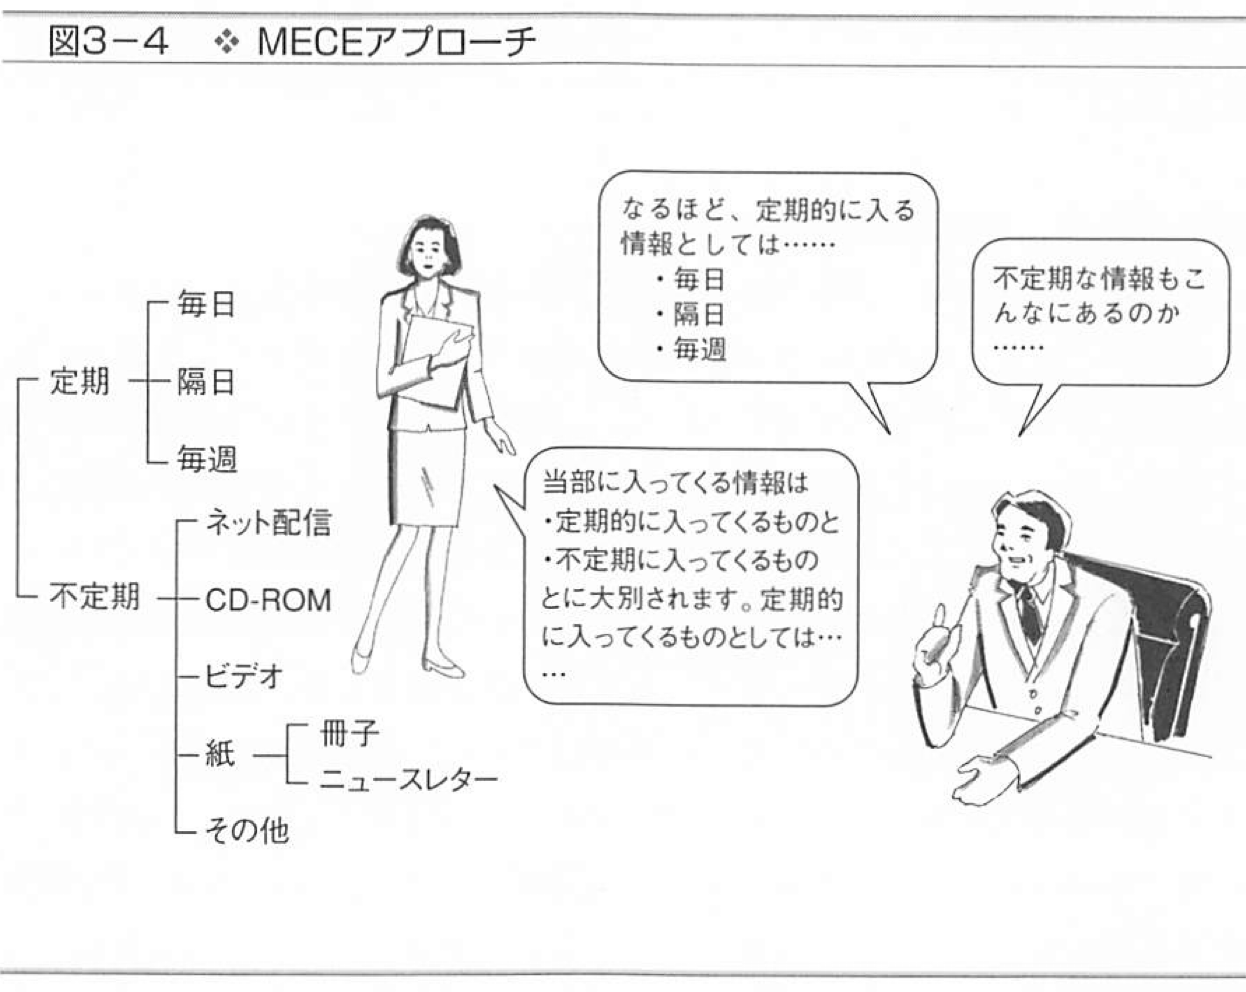 図3-4 ❖ MECEアプローチ
定期
毎日
隔日
毎週
不定期
ネット配信
CD-ROM
ビデオ
紙
冊子
ニュースレター
その他
当部に入ってくる情報は
・定期的に入ってくるものと
・不定期に入ってくるもの
とに大別されます。定期的
に入ってくるものとしては…
…
なるほど、定期的に入る
情報としては……
・毎日
・隔日
・毎週
不定期な情報もこ
んなにあるのか
……